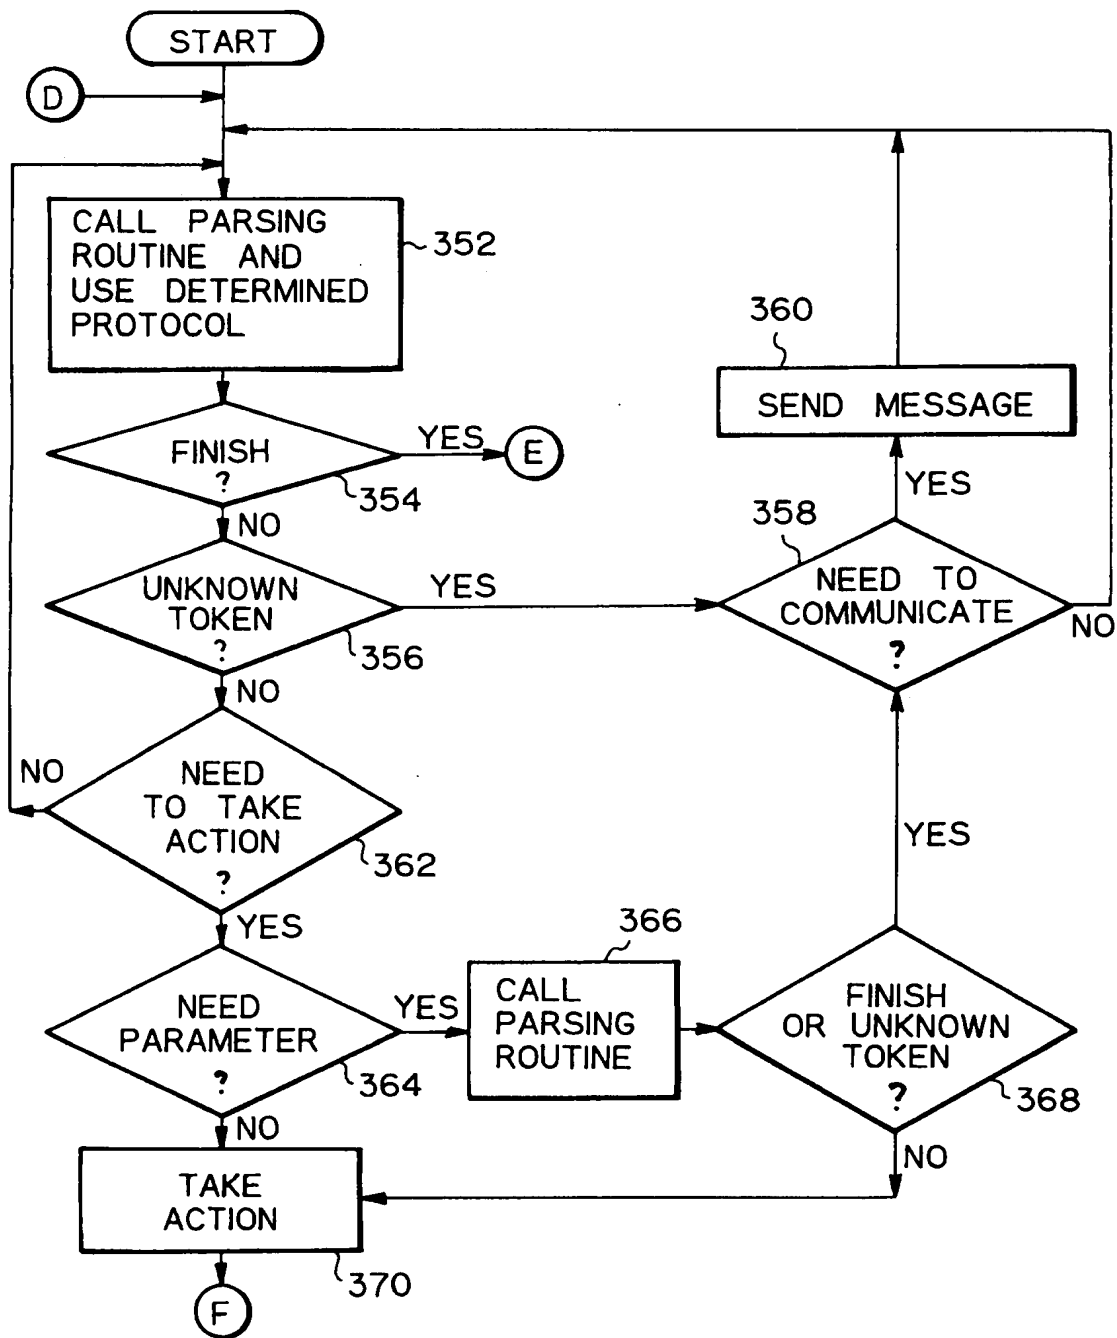 START
D
CALL PARSING
ROUTINE AND
USE DETERMINED
PROTOCOL
352
360
SEND MESSAGE
FINISH
?
354
YES
E
NO
YES
358
UNKNOWN
TOKEN
?
356
YES
NEED TO
COMMUNICATE
?
NO
NO
NO
NEED
TO TAKE
ACTION
?
362
YES
YES
366
NEED
PARAMETER
?
364
YES
CALL
PARSING
ROUTINE
FINISH
OR UNKNOWN
TOKEN
?
368
NO
NO
TAKE
ACTION
370
F